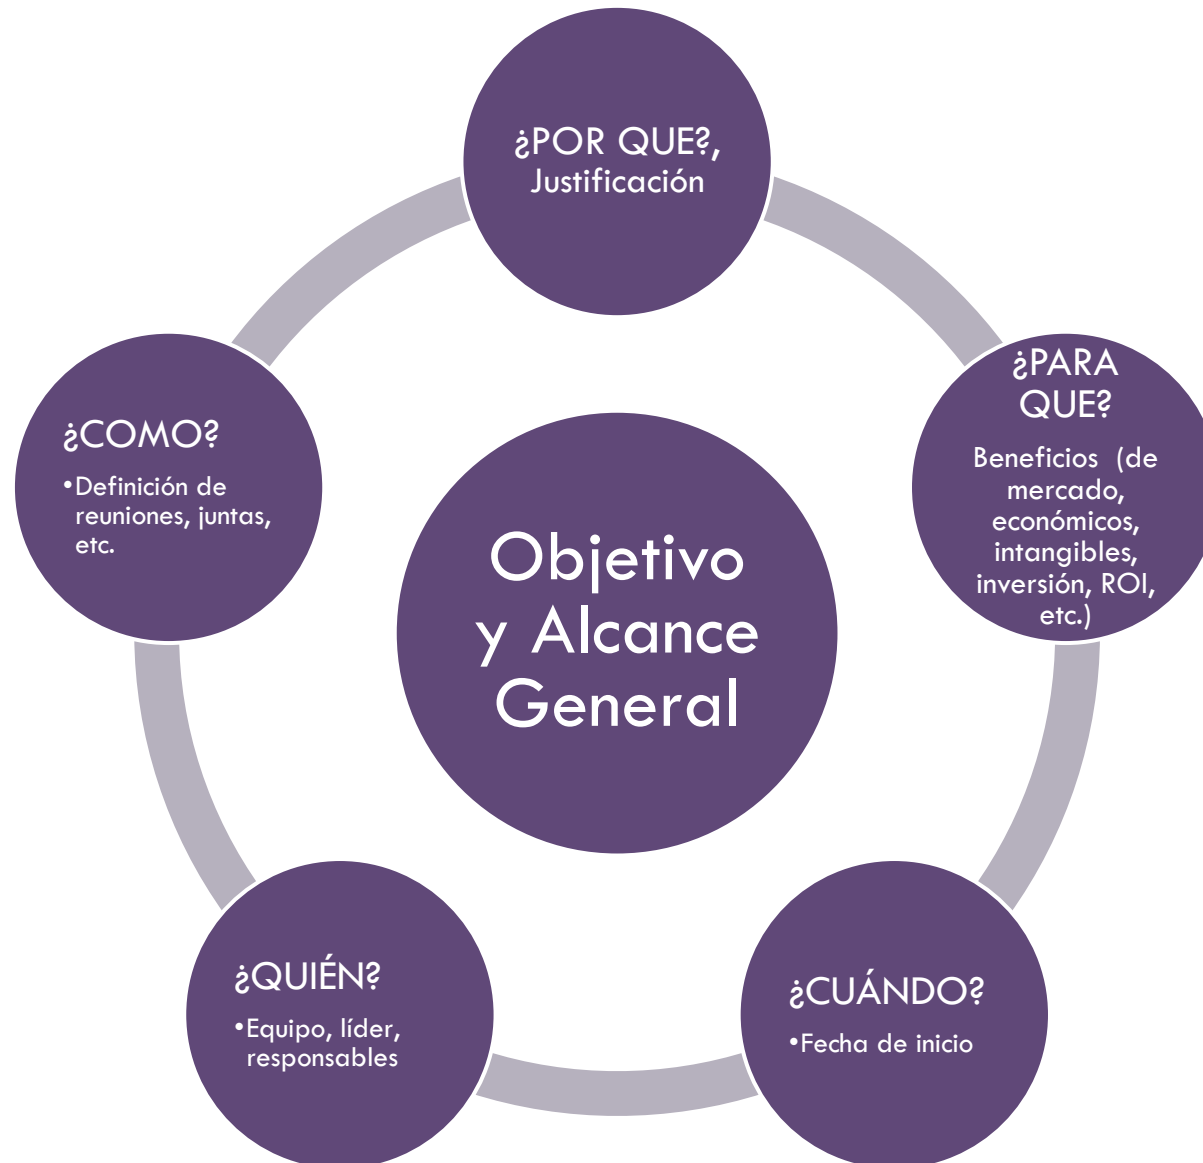 ¿POR QUE?,
Justificación
¿PARA
QUE?
Beneficios  (de
mercado,
económicos,
intangibles,
inversión, ROI,
etc.)
¿COMO?
•Definición de
reuniones, juntas,
etc.
Objetivo
y Alcance
General
¿QUIÉN?
•Equipo, líder,
responsables
¿CUÁNDO?
•Fecha de inicio